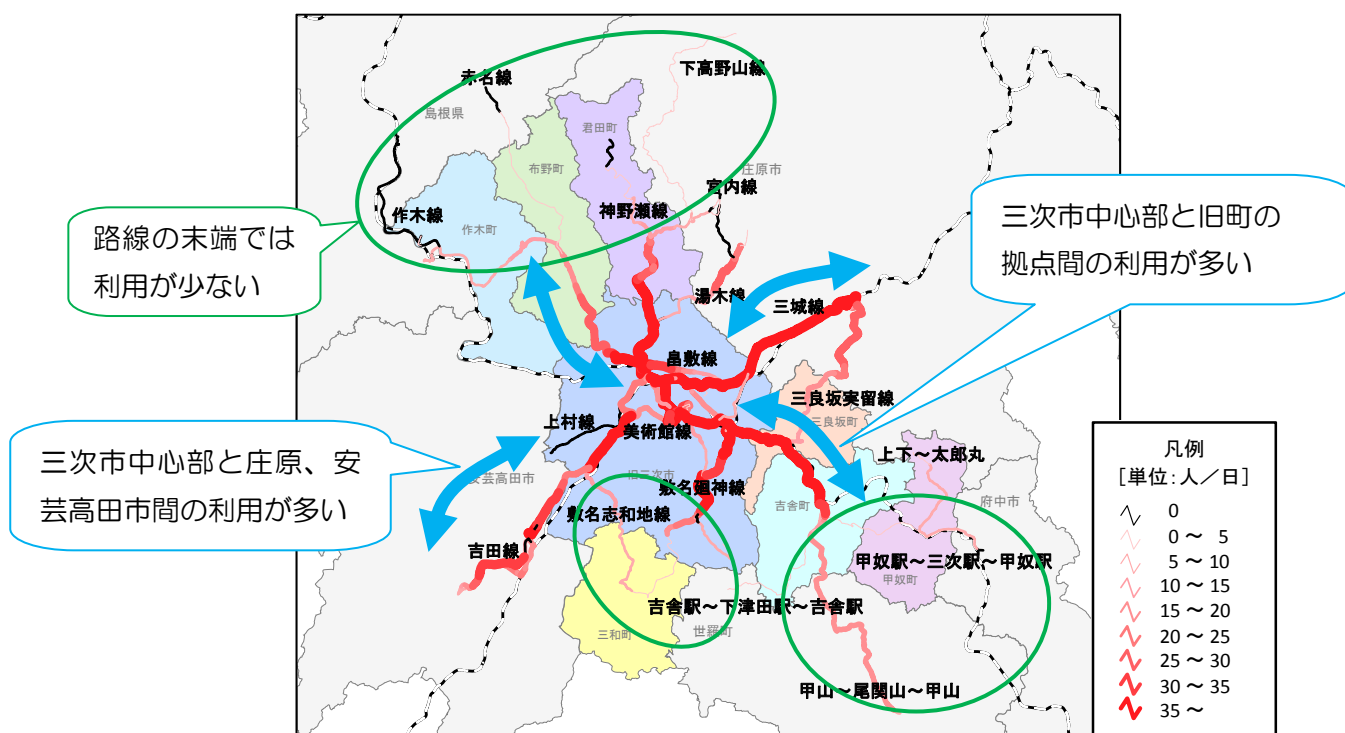 赤名線
下高野山線
島根県
君田町
布野町
庄原市
宮内線
作木線
神野瀬線
作木町
路線の末端では
利用が少ない
三次市中心部と旧町の
拠点間の利用が多い
湯木線
三城線
畠敷線
三良坂実留線
三良坂町
上村線
美術館線
上下～太郎丸
三次市中心部と庄原、安
芸高田市間の利用が多い
安芸高田市
旧三次市
敷名廻神線
吉舎町
府中市
敷名志和地線
吉田線
甲奴駅～三次駅～甲奴駅
甲奴町
吉舎駅～下津田駅～吉舎駅
三和町
世羅町
甲山～尾関山～甲山
凡例
[単位:人／日]
0
0 ～ 5
5 ～ 10
10 ～ 15
15 ～ 20
20 ～ 25
25 ～ 30
30 ～ 35
35 ～